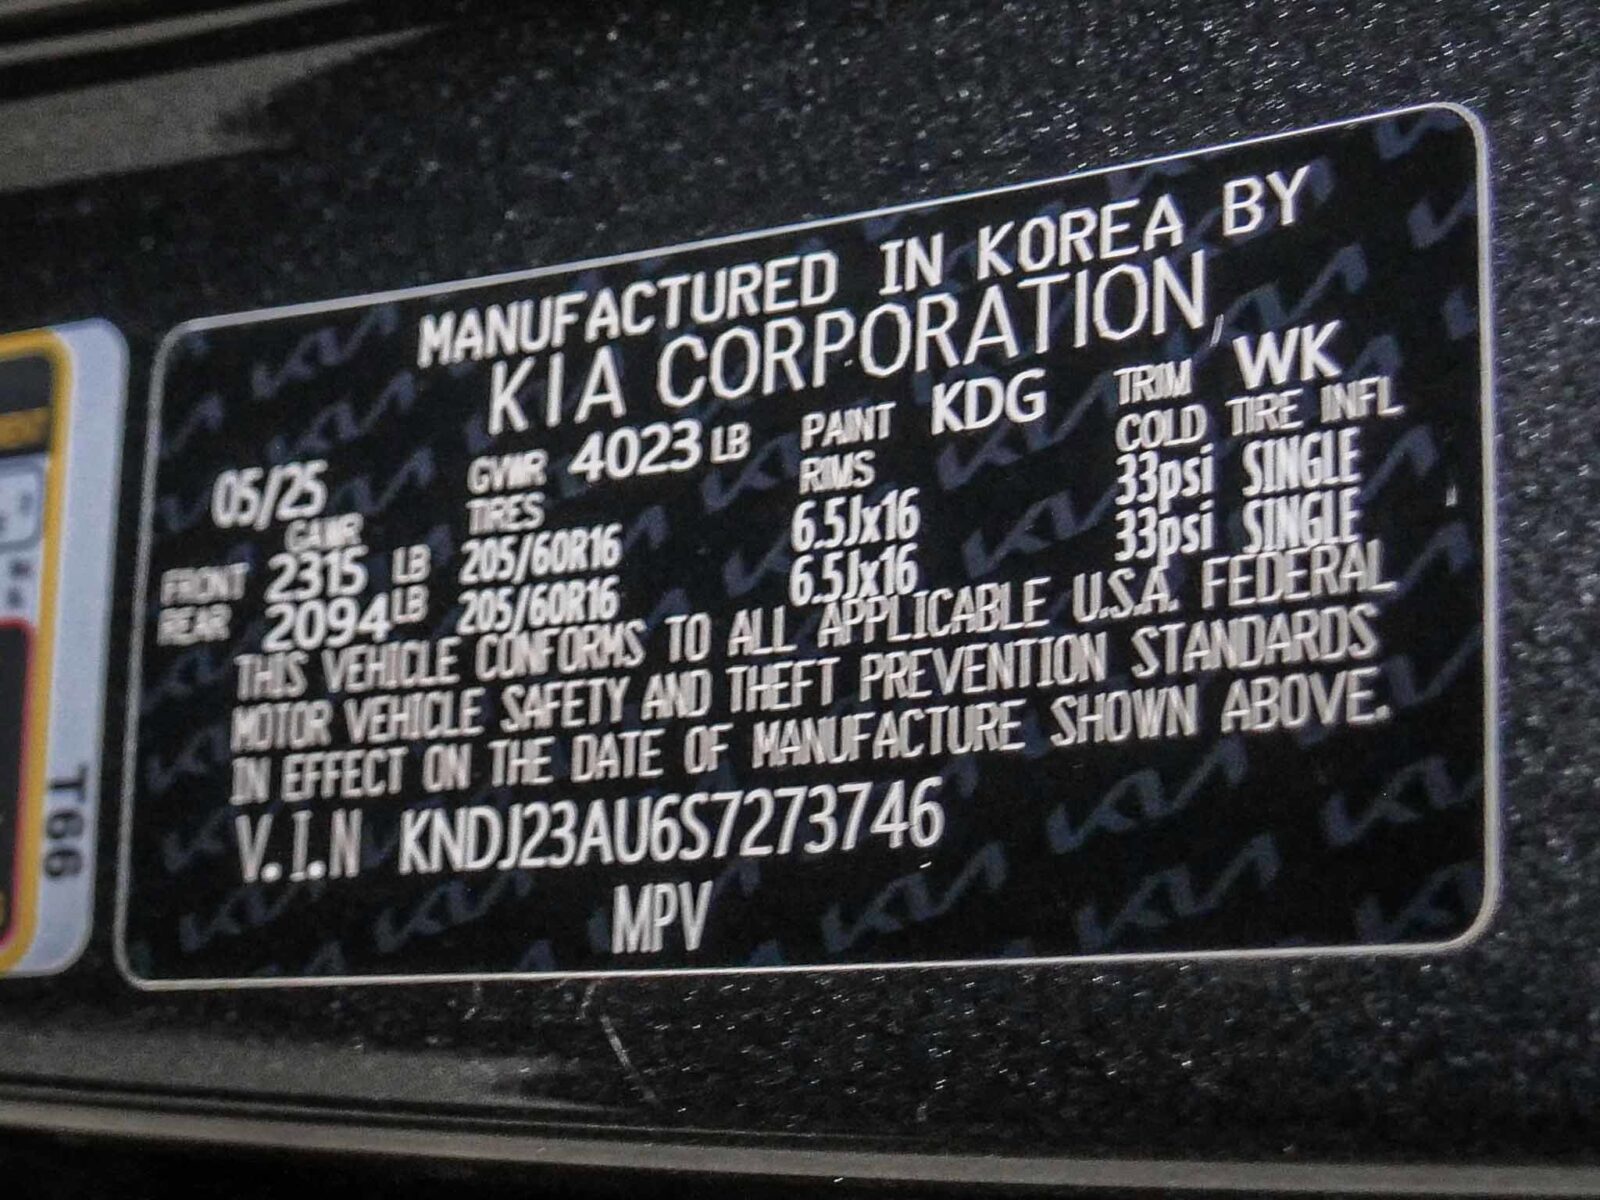 MANUFACTURED IN KOREA BY
KIA CORPORATION
05/25 GVWR 4023 LB PAINT KDG TRIM WK
GAWR TIRES RIMS COLD TIRE INFL
FRONT 2315 LB 205/60R16 6.5Jx16 33psi SINGLE
REAR 2094 LB 205/60R16 6.5Jx16 33psi SINGLE
THIS VEHICLE CONFORMS TO ALL APPLICABLE U.S.A. FEDERAL
MOTOR VEHICLE SAFETY AND THEFT PREVENTION STANDARDS
IN EFFECT ON THE DATE OF MANUFACTURE SHOWN ABOVE.
V.I.N KNDJ23AU6S7273746
MPV
T66